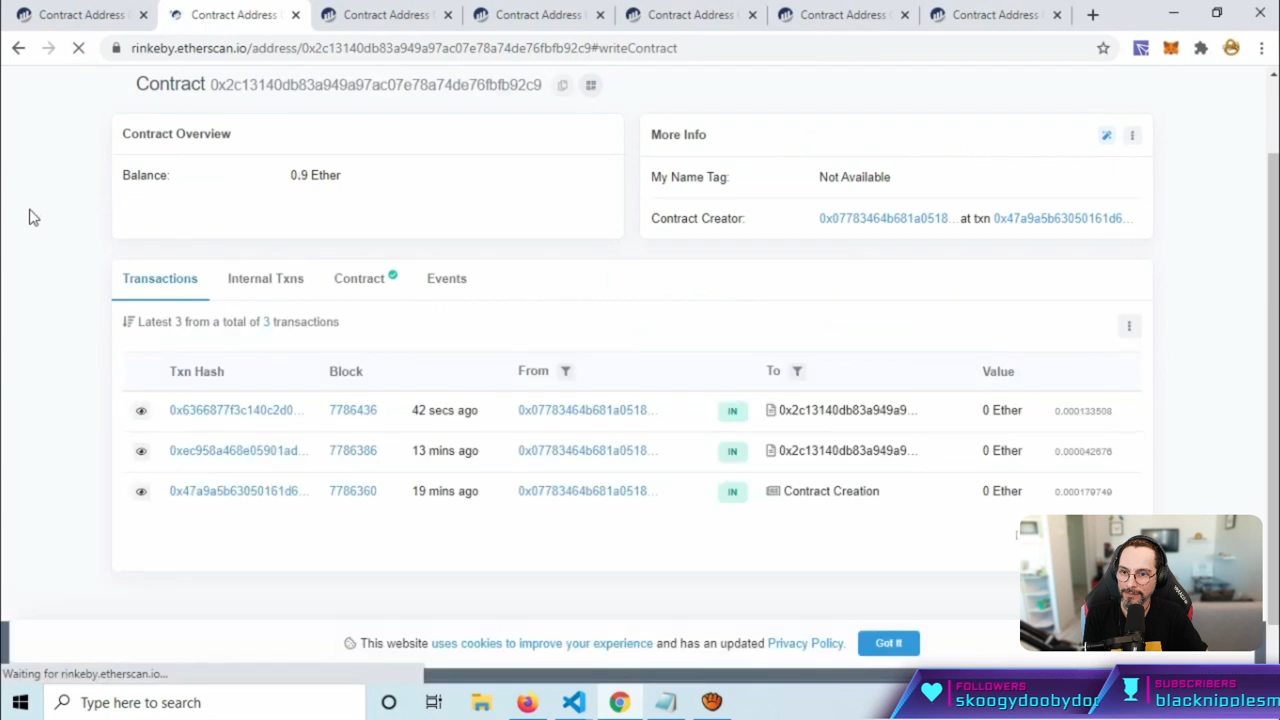 Contract Address
Contract Address
Contract Address
Contract Address
Contract Address
Contract Address
Contract Address
rinkeby.etherscan.io/address/0x2c13140db83a949a97ac07e78a74de76fbfb92c9#writeContract
Contract 0x2c13140db83a949a97ac07e78a74de76fbfb92c9
Contract Overview
Balance: 0.9 Ether
More Info
My Name Tag: Not Available
Contract Creator: 0x07783464b681a0518... at txn 0x47a9a5b63050161d6...
Transactions Internal Txns Contract Events
Latest 3 from a total of 3 transactions
Txn Hash Block From To Value
0x6366877f3c140c2d0... 7786436 42 secs ago 0x07783464b681a0518... IN 0x2c13140db83a949a9... 0 Ether 0.000133508
0xec958a468e05901ad... 7786386 13 mins ago 0x07783464b681a0518... IN 0x2c13140db83a949a9... 0 Ether 0.000042676
0x47a9a5b63050161d6... 7786360 19 mins ago 0x07783464b681a0518... IN Contract Creation 0 Ether 0.000179749
This website uses cookies to improve your experience and has an updated Privacy Policy. Got It
Waiting for rinkeby.etherscan.io...
Type here to search
FOLLOWERS
skoogydoobydoo
SUBSCRIBERS
blacknipplesm